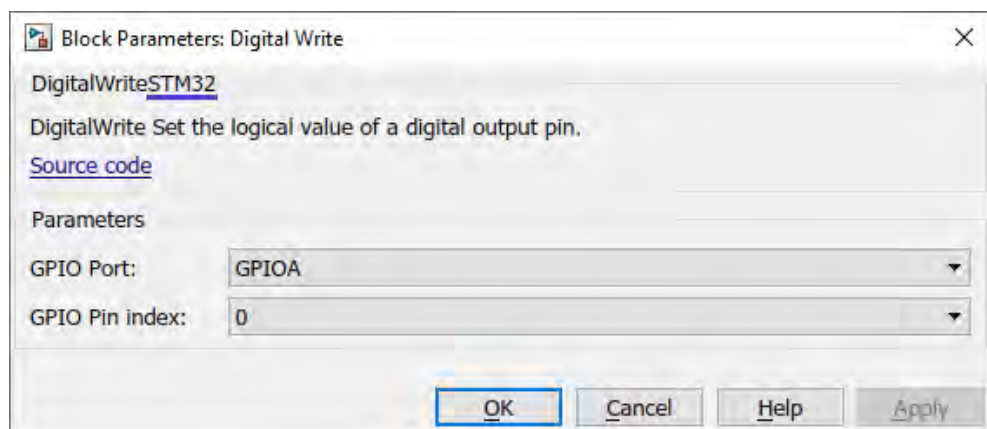 Block Parameters: Digital Write
DigitalWriteSTM32
DigitalWrite Set the logical value of a digital output pin.
Source code
Parameters
GPIO Port: GPIOA
GPIO Pin index: 0
OK Cancel Help Apply